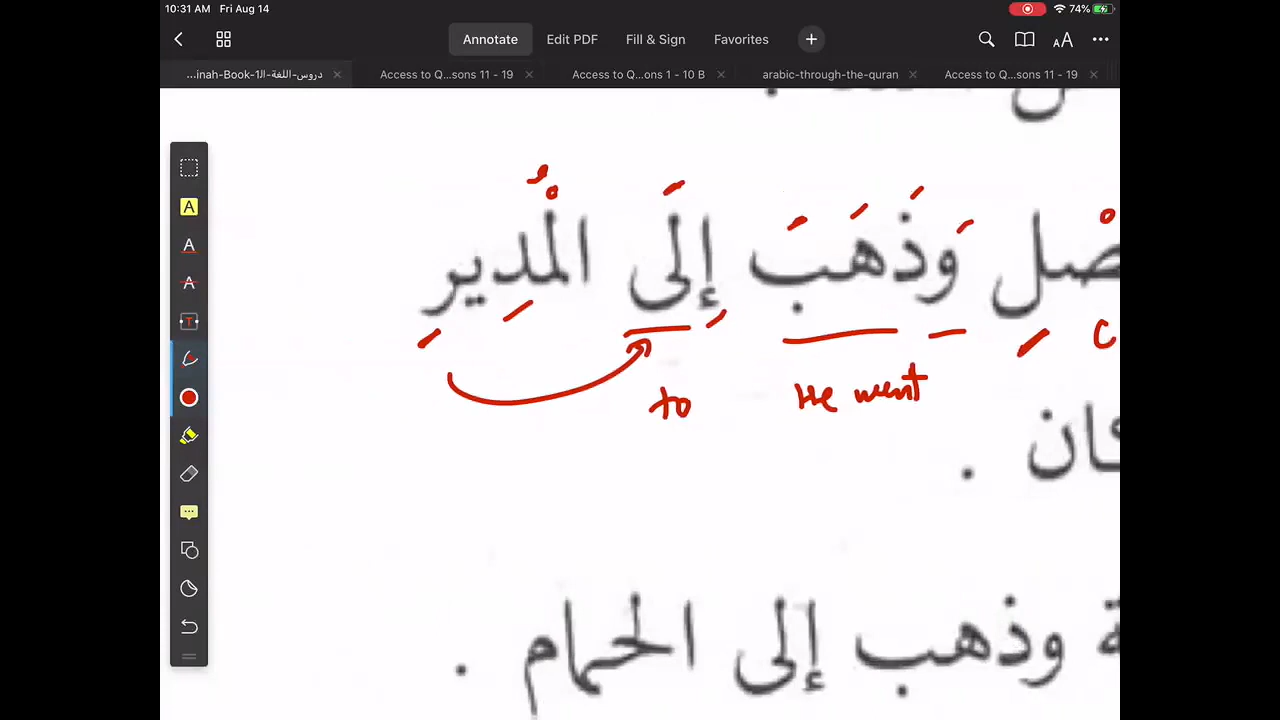 10:31 AM Fri Aug 14
74%
Annotate Edit PDF Fill & Sign Favorites
دروس-اللغة-ال1-inah-Book...
Access to Q...sons 11 - 19
Access to Q...ons 1 - 10 B
arabic-through-the-quran
Access to Q...sons 11 - 19
صْلِ وَذَهَبَ إِلَى الْمُدِيرِ
to He went C
كان .
ة وذهب إلى الحمام .